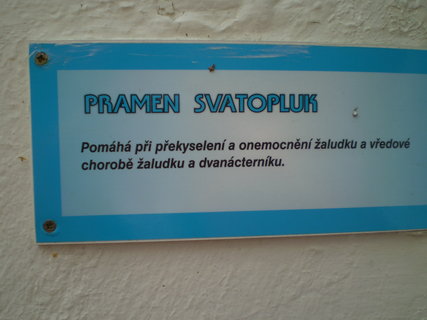 PRAMEN SVATOPLUK
Pomáhá při překyselení a onemocnění žaludku a vředové
chorobě žaludku a dvanácterníku.